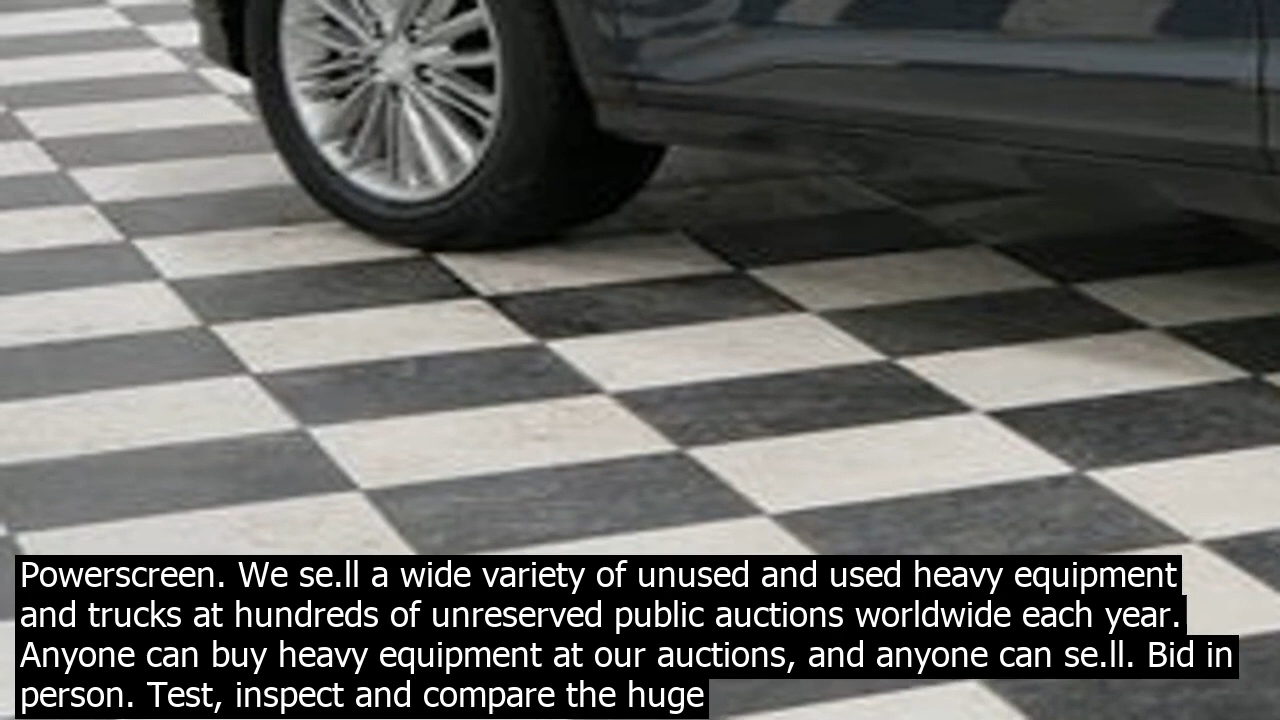 Powerscreen. We se.ll a wide variety of unused and used heavy equipment
and trucks at hundreds of unreserved public auctions worldwide each year.
Anyone can buy heavy equipment at our auctions, and anyone can se.ll. Bid in
person. Test, inspect and compare the huge